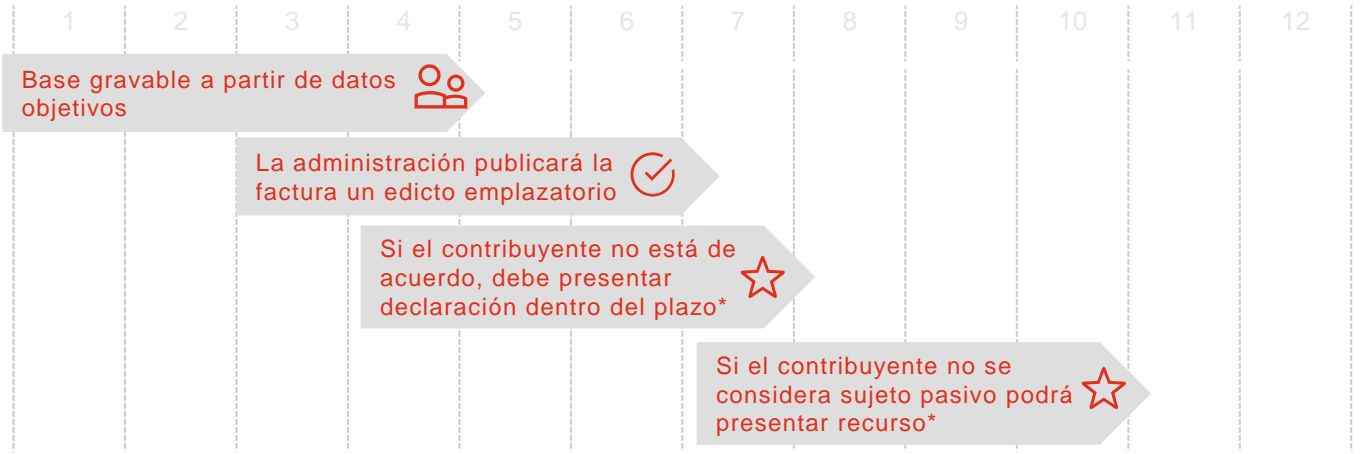 1 2 3 4 5 6 7 8 9 10 11 12
Base gravable a partir de datos
objetivos
La administración publicará la
factura un edicto emplazatorio
Si el contribuyente no está de
acuerdo, debe presentar
declaración dentro del plazo*
Si el contribuyente no se
considera sujeto pasivo podrá
presentar recurso*